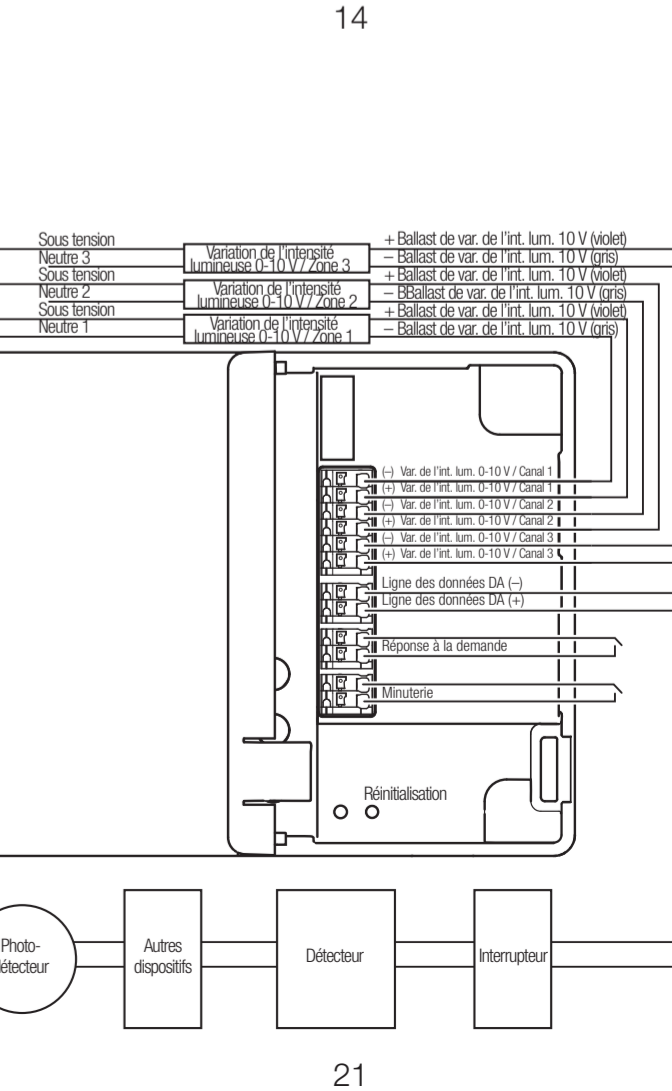 14
Sous tension
Neutre 3
Sous tension
Neutre 2
Sous tension
Neutre 1
Variation de l'intensité
lumineuse 0-10 V / Zone 3
Variation de l'intensité
lumineuse 0-10 V / Zone 2
Variation de l'intensité
lumineuse 0-10 V / Zone 1
+ Ballast de var. de l'int. lum. 10 V (violet)
– Ballast de var. de l'int. lum. 10 V (gris)
+ Ballast de var. de l'int. lum. 10 V (violet)
– BBallast de var. de l'int. lum. 10 V (gris)
+ Ballast de var. de l'int. lum. 10 V (violet)
– Ballast de var. de l'int. lum. 10 V (gris)
(–) Var. de l'int. lum. 0-10 V / Canal 1
(+) Var. de l'int. lum. 0-10 V / Canal 1
(–) Var. de l'int. lum. 0-10 V / Canal 2
(+) Var. de l'int. lum. 0-10 V / Canal 2
(–) Var. de l'int. lum. 0-10 V / Canal 3
(+) Var. de l'int. lum. 0-10 V / Canal 3
Ligne des données DA (–)
Ligne des données DA (+)
Réponse à la demande
Minuterie
Réinitialisation
Photo-
détecteur
Autres
dispositifs
Détecteur
Interrupteur
21